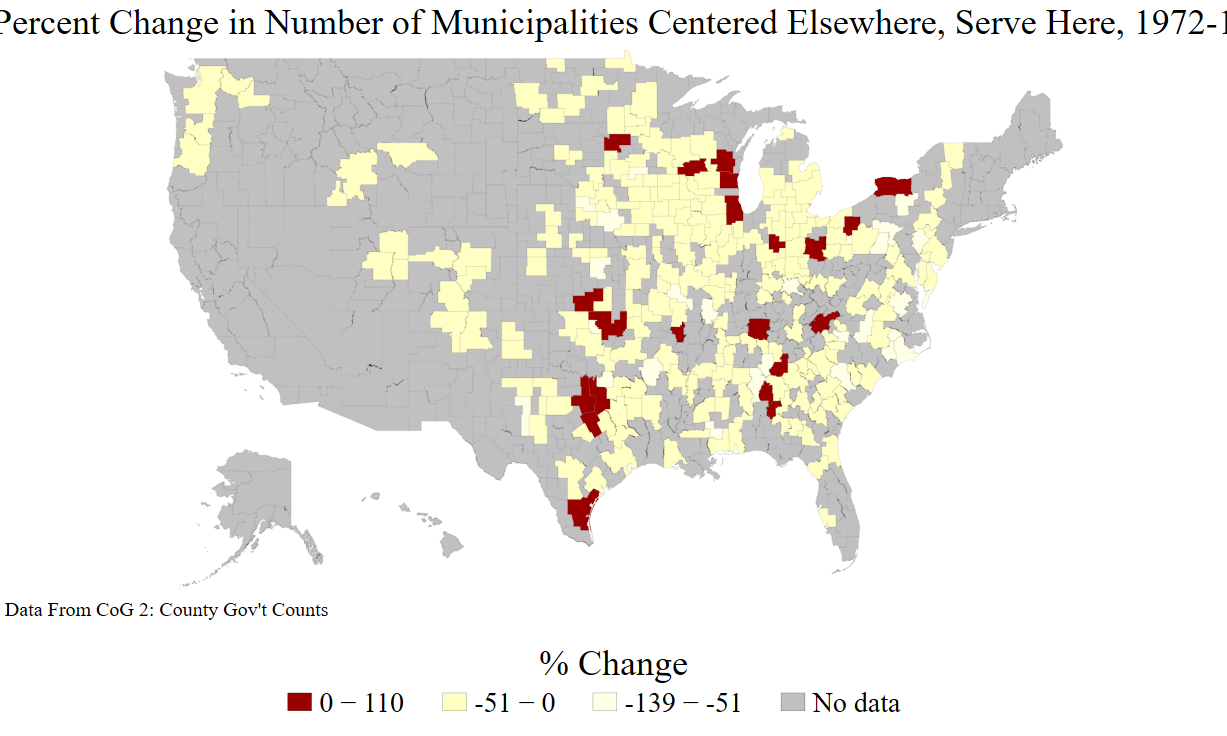 Percent Change in Number of Municipalities Centered Elsewhere, Serve Here, 1972-1
Data From CoG 2: County Gov't Counts
% Change
0 − 110
-51 − 0
-139 − -51
No data